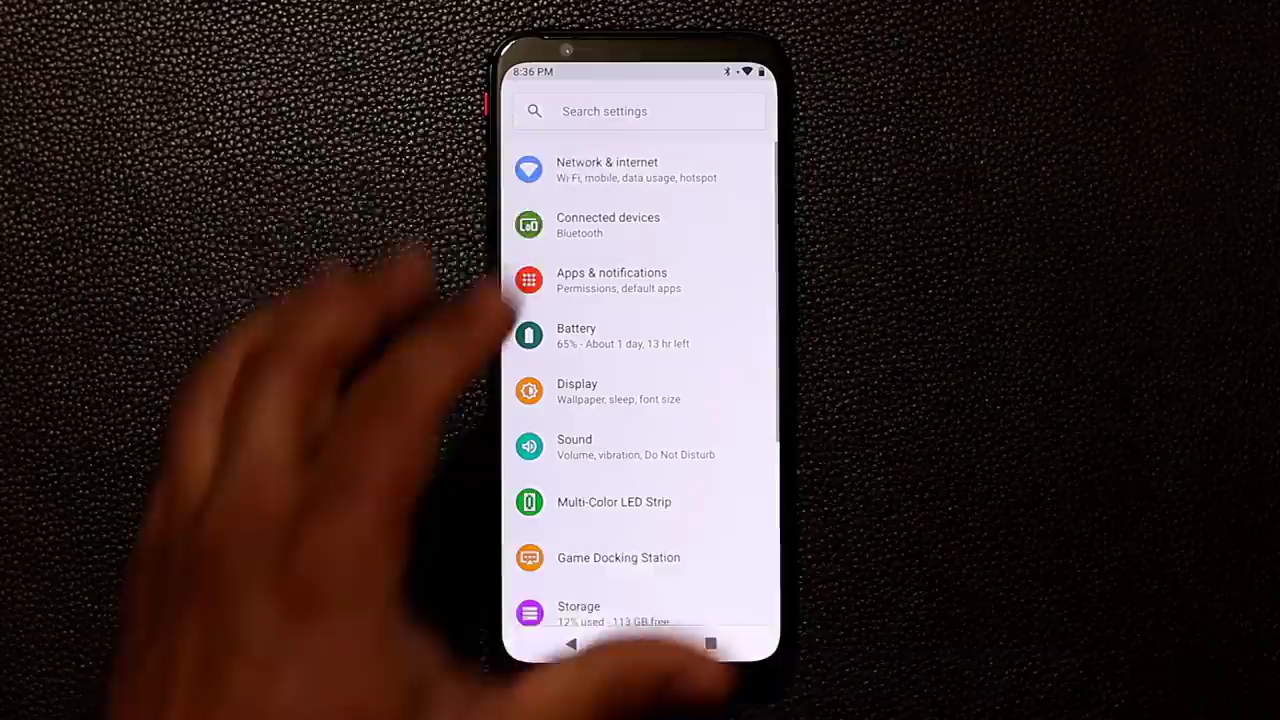 8:36 PM
Search settings
Network & internet
Wi-Fi, mobile, data usage, hotspot
Connected devices
Bluetooth
Apps & notifications
Permissions, default apps
Battery
65% - About 1 day, 13 hr left
Display
Wallpaper, sleep, font size
Sound
Volume, vibration, Do Not Disturb
Multi-Color LED Strip
Game Docking Station
Storage
12% used - 113 GB free